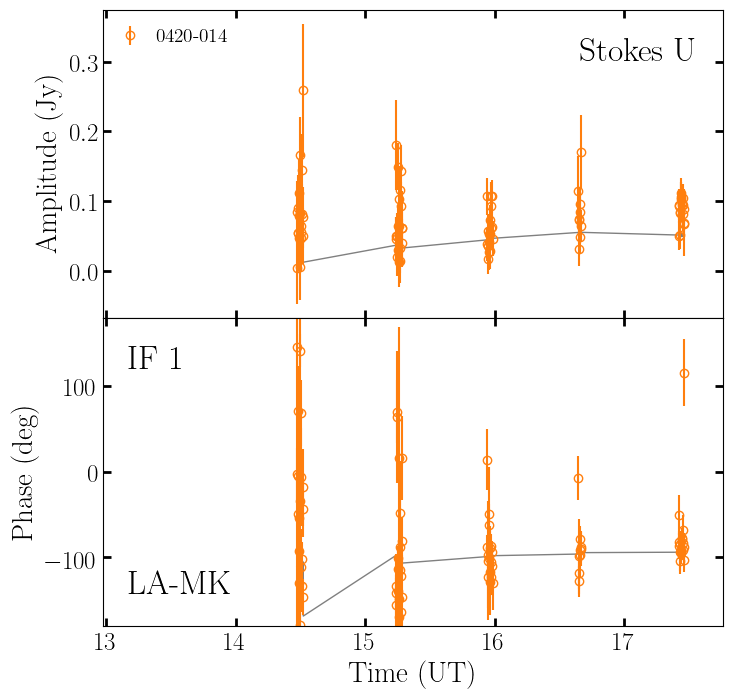 0420-014
Stokes U
Amplitude (Jy)
0.3
0.2
0.1
0.0
IF 1
Phase (deg)
100
0
−100
LA-MK
13 14 15 16 17
Time (UT)